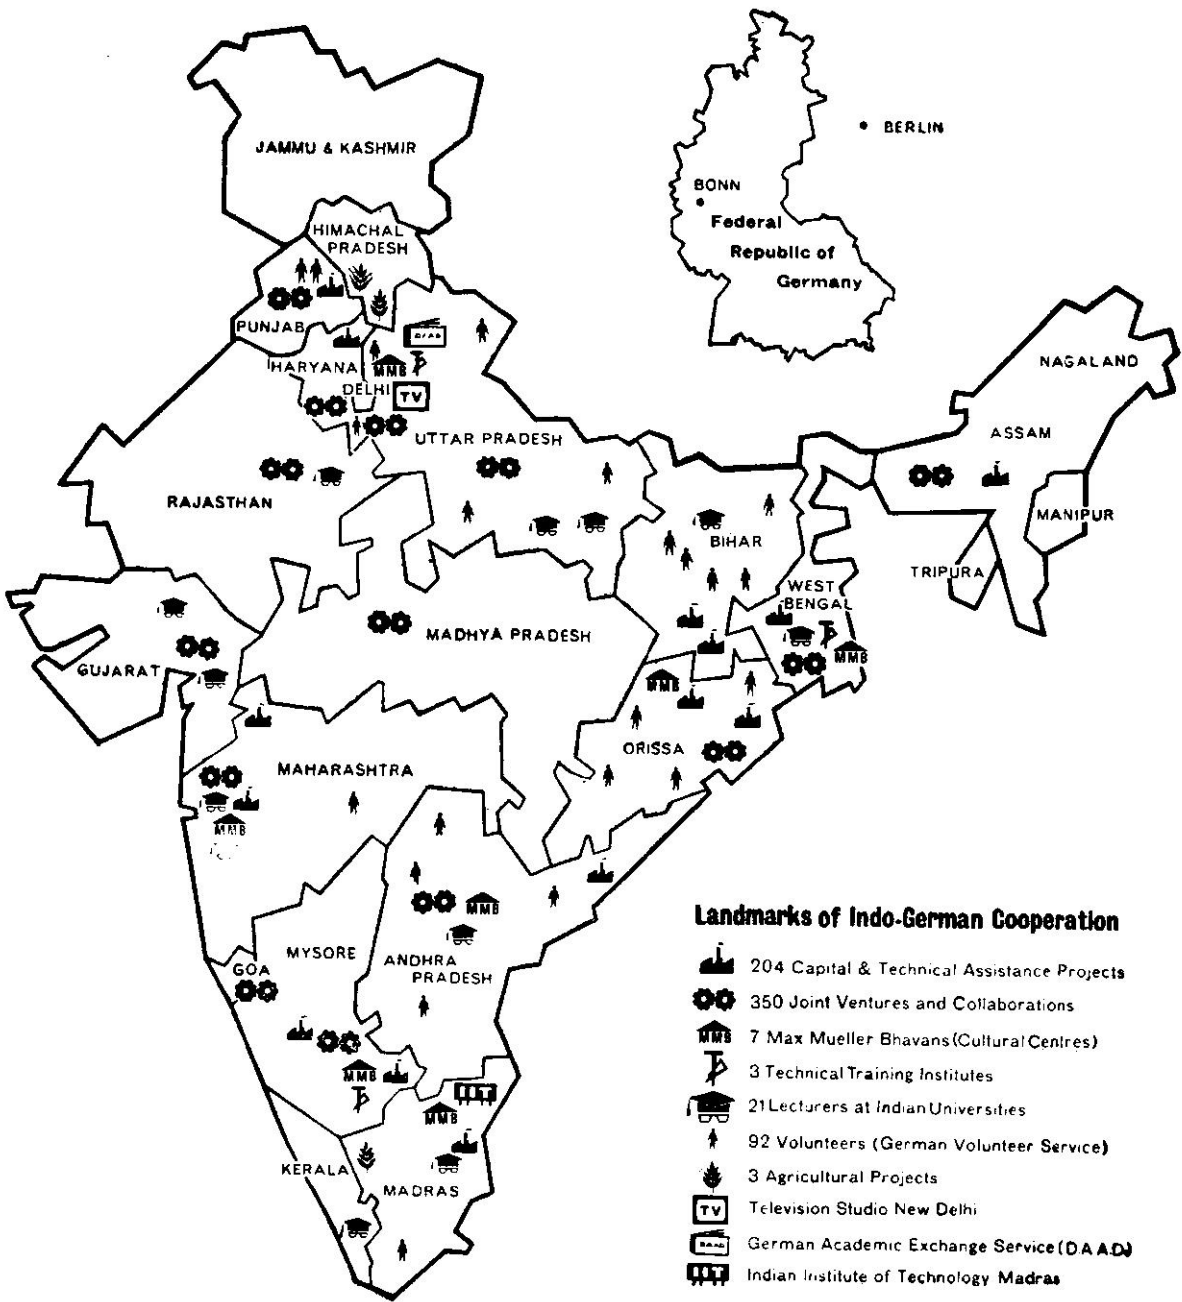 JAMMU & KASHMIR
HIMACHAL
PRADESH
PUNJAB
HARYANA
MMB
DELHI
TV
UTTAR PRADESH
RAJASTHAN
BIHAR
WEST
BENGAL
MMB
GUJARAT
MADHYA PRADESH
MMB
ORISSA
MAHARASHTRA
MMB
MMB
MYSORE
ANDHRA
PRADESH
GOA
MMB
IIT
MMB
KERALA
MADRAS
BERLIN
BONN
Federal
Republic of
Germany
NAGALAND
ASSAM
MANIPUR
TRIPURA
Landmarks of Indo-German Cooperation
204 Capital & Technical Assistance Projects
350 Joint Ventures and Collaborations
MMB 7 Max Mueller Bhavans (Cultural Centres)
3 Technical Training Institutes
21 Lecturers at Indian Universities
92 Volunteers (German Volunteer Service)
3 Agricultural Projects
TV Television Studio New Delhi
German Academic Exchange Service (D.A.A.D.)
IIT Indian Institute of Technology Madras